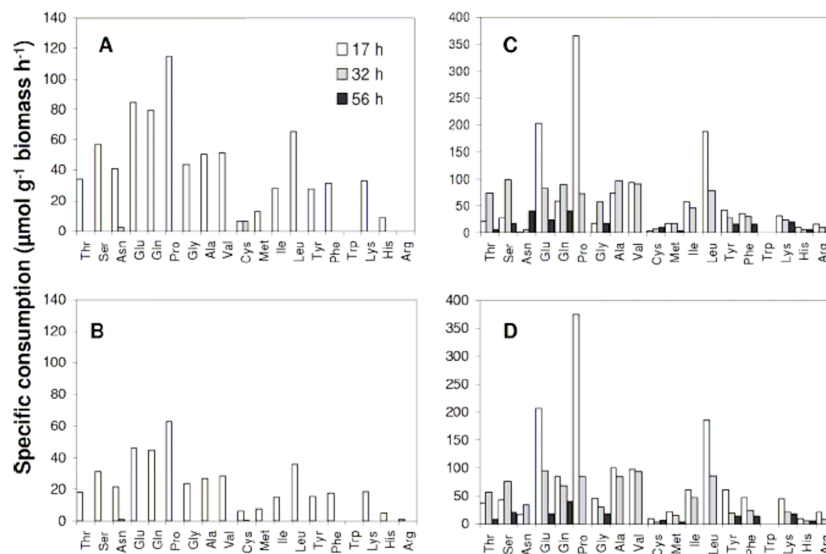 Specific consumption (µmol g⁻¹ biomass h⁻¹)
140
120
100
80
60
40
20
0
A
17 h
32 h
56 h
Thr Ser Asn Glu Gln Pro Gly Ala Val Cys Met Ile Leu Tyr Phe Trp Lys His Arg
400
350
300
250
200
150
100
50
0
C
Thr Ser Asn Glu Gln Pro Gly Ala Val Cys Met Ile Leu Tyr Phe Trp Lys His Arg
140
120
100
80
60
40
20
0
B
Thr Ser Asn Glu Gln Pro Gly Ala Val Cys Met Ile Leu Tyr Phe Trp Lys His Arg
400
350
300
250
200
150
100
50
0
D
Thr Ser Asn Glu Gln Pro Gly Ala Val Cys Met Ile Leu Tyr Phe Trp Lys His Arg